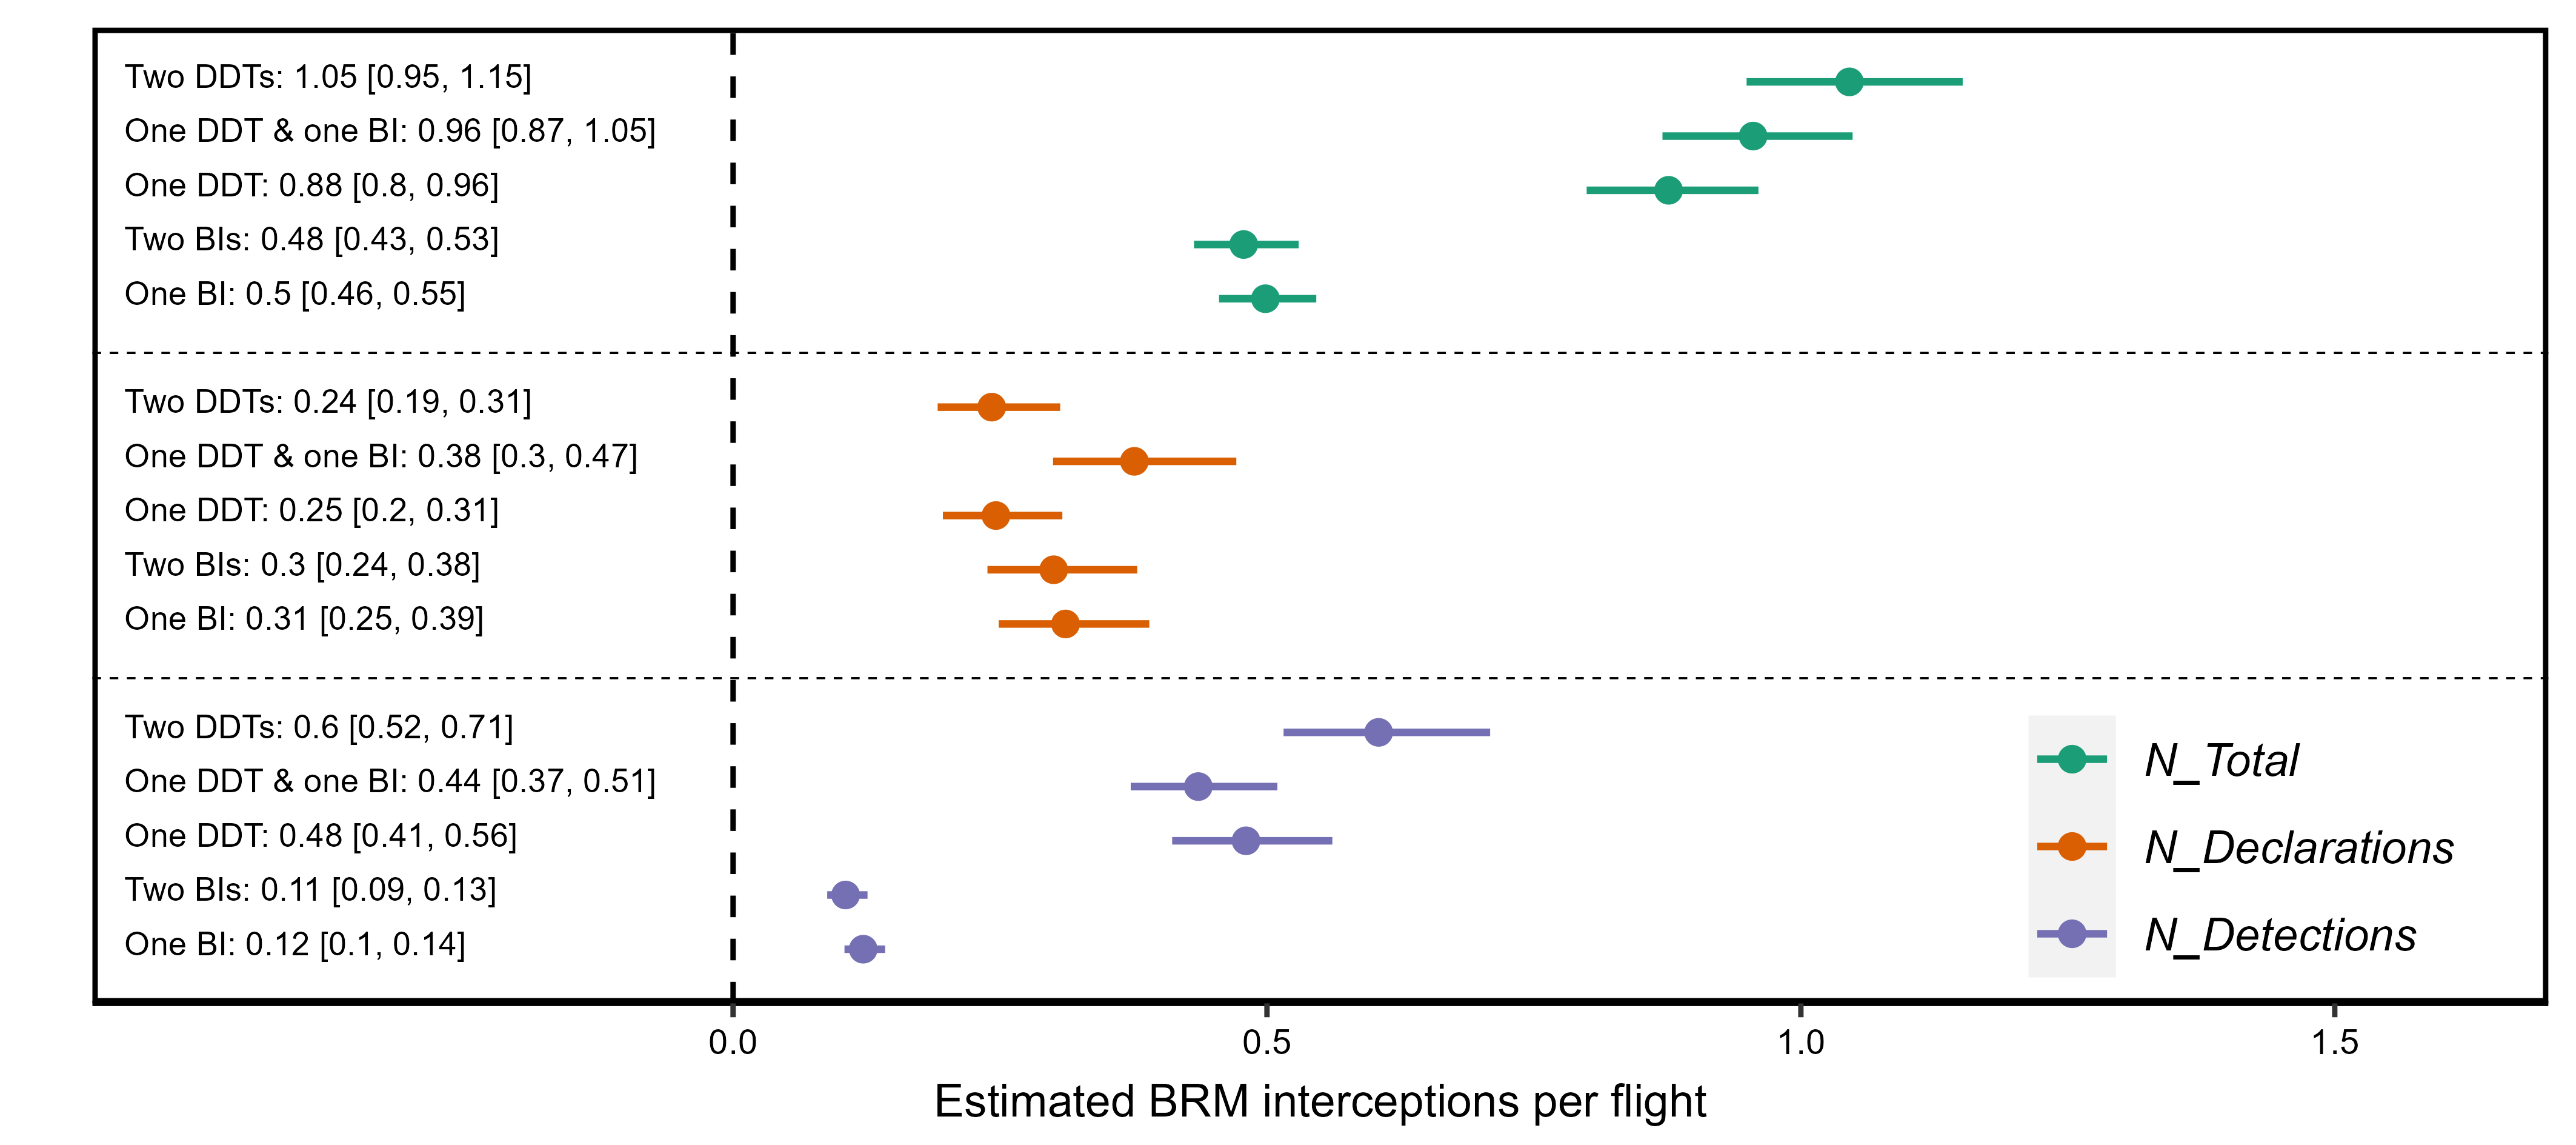 Two DDTs: 1.05 [0.95, 1.15]
One DDT & one BI: 0.96 [0.87, 1.05]
One DDT: 0.88 [0.8, 0.96]
Two BIs: 0.48 [0.43, 0.53]
One BI: 0.5 [0.46, 0.55]
Two DDTs: 0.24 [0.19, 0.31]
One DDT & one BI: 0.38 [0.3, 0.47]
One DDT: 0.25 [0.2, 0.31]
Two BIs: 0.3 [0.24, 0.38]
One BI: 0.31 [0.25, 0.39]
Two DDTs: 0.6 [0.52, 0.71]
One DDT & one BI: 0.44 [0.37, 0.51]
One DDT: 0.48 [0.41, 0.56]
Two BIs: 0.11 [0.09, 0.13]
One BI: 0.12 [0.1, 0.14]
N_Total
N_Declarations
N_Detections
0.0 0.5 1.0 1.5
Estimated BRM interceptions per flight